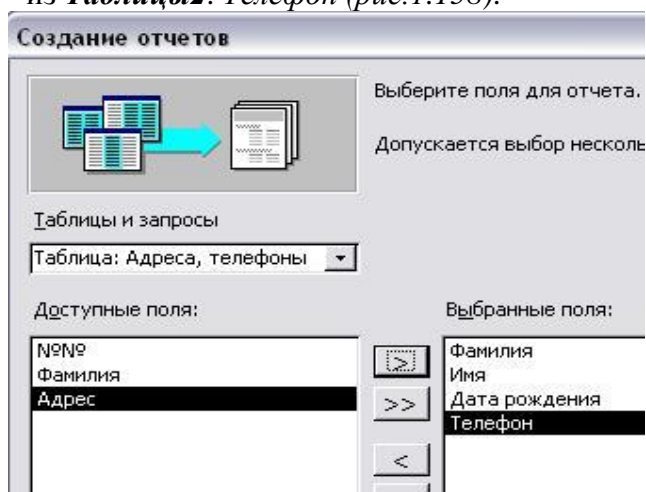 из Таблицы2: Телефон (рис.1.158).
Создание отчетов
Выберите поля для отчета.
Допускается выбор несколь
Таблицы и запросы
Таблица: Адреса, телефоны
Доступные поля:
Выбранные поля:
№№
Фамилия
Адрес
>
>>
<
Фамилия
Имя
Дата рождения
Телефон